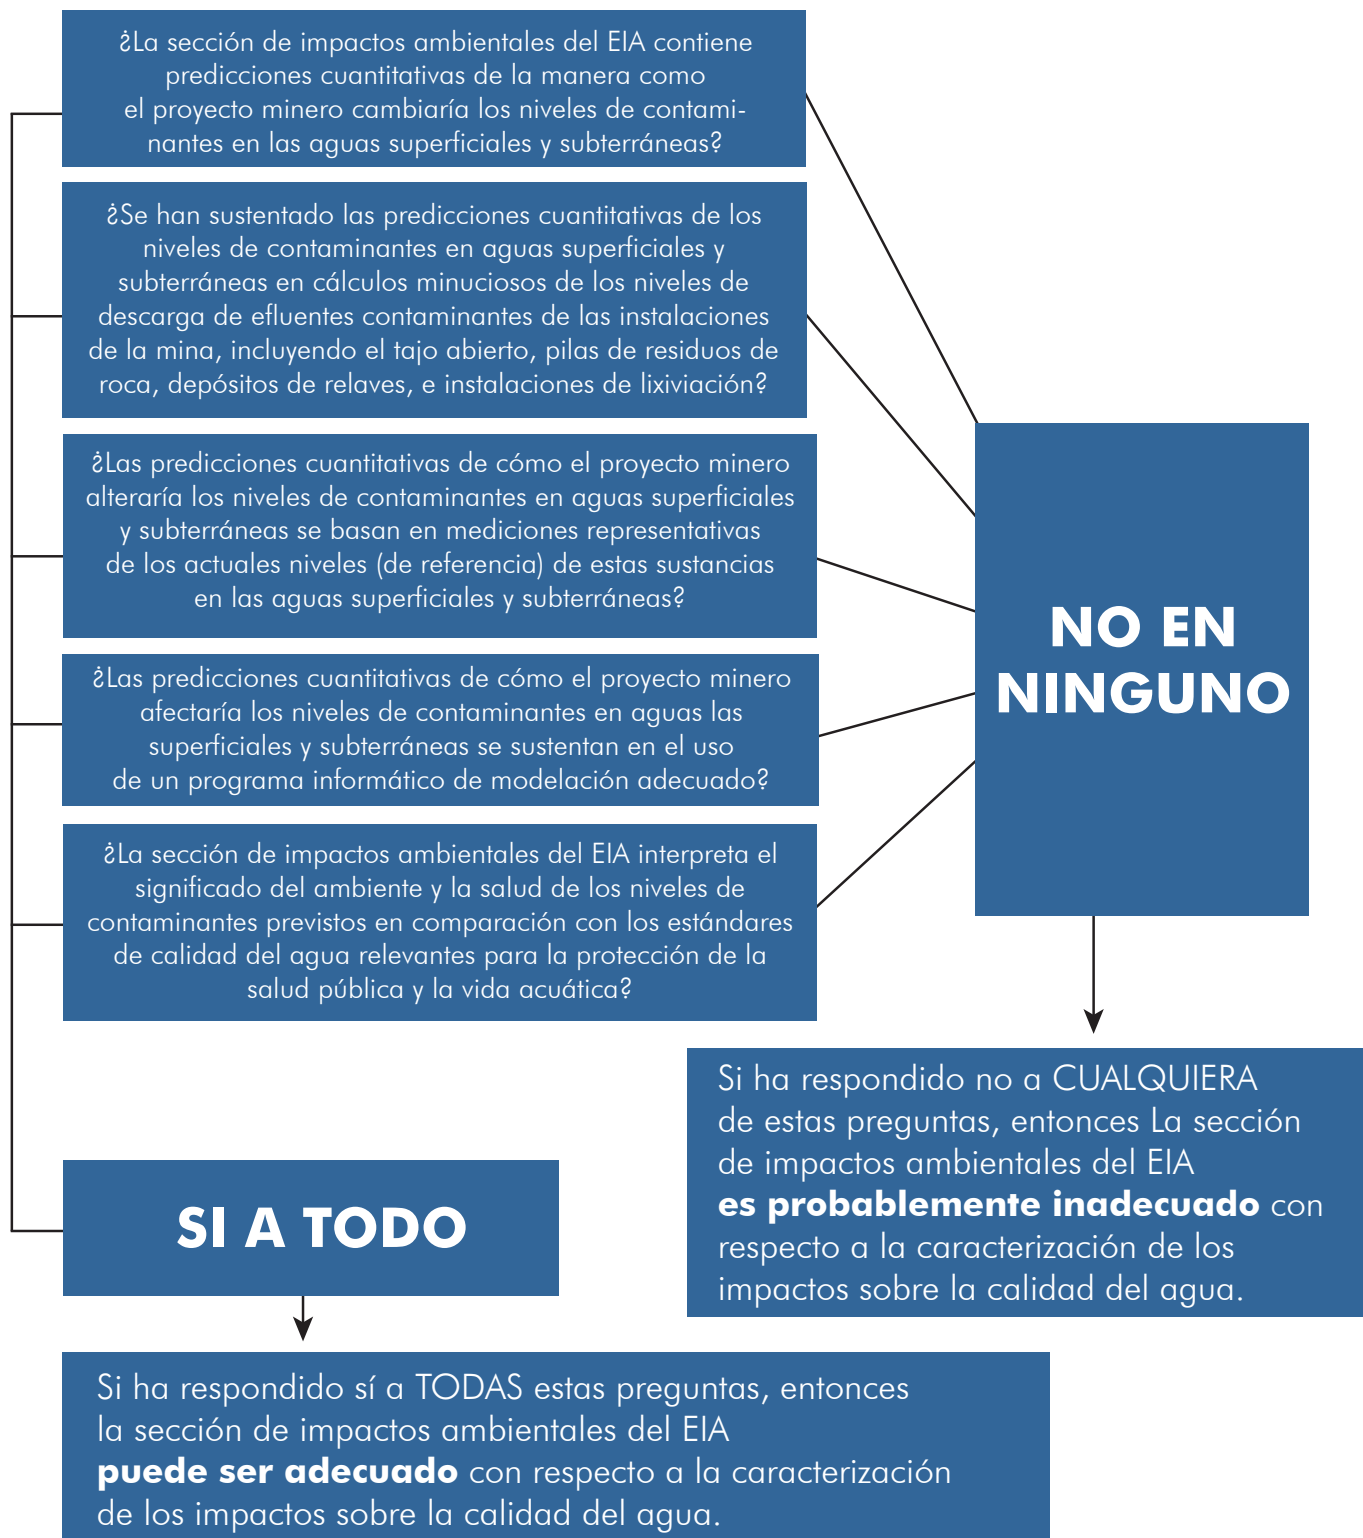 ¿La sección de impactos ambientales del EIA contiene
predicciones cuantitativas de la manera como
el proyecto minero cambiaría los niveles de contami-
nantes en las aguas superficiales y subterráneas?
¿Se han sustentado las predicciones cuantitativas de los
niveles de contaminantes en aguas superficiales y
subterráneas en cálculos minuciosos de los niveles de
descarga de efluentes contaminantes de las instalaciones
de la mina, incluyendo el tajo abierto, pilas de residuos de
roca, depósitos de relaves, e instalaciones de lixiviación?
¿Las predicciones cuantitativas de cómo el proyecto minero
alteraría los niveles de contaminantes en aguas superficiales
y subterráneas se basan en mediciones representativas
de los actuales niveles (de referencia) de estas sustancias
en las aguas superficiales y subterráneas?
¿Las predicciones cuantitativas de cómo el proyecto minero
afectaría los niveles de contaminantes en aguas las
superficiales y subterráneas se sustentan en el uso
de un programa informático de modelación adecuado?
¿La sección de impactos ambientales del EIA interpreta el
significado del ambiente y la salud de los niveles de
contaminantes previstos en comparación con los estándares
de calidad del agua relevantes para la protección de la
salud pública y la vida acuática?
NO EN
NINGUNO
Si ha respondido no a CUALQUIERA
de estas preguntas, entonces La sección
de impactos ambientales del EIA
es probablemente inadecuado con
respecto a la caracterización de los
impactos sobre la calidad del agua.
SI A TODO
Si ha respondido sí a TODAS estas preguntas, entonces
la sección de impactos ambientales del EIA
puede ser adecuado con respecto a la caracterización
de los impactos sobre la calidad del agua.